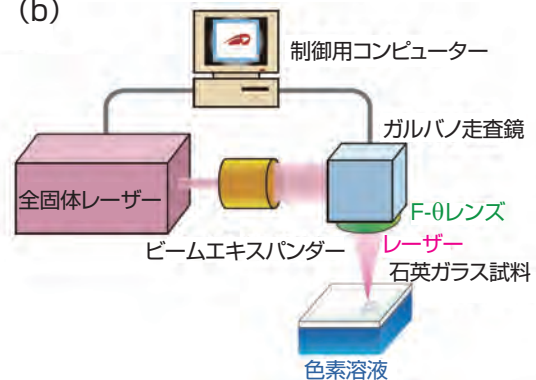 (b)
制御用コンピューター
ガルバノ走査鏡
全固体レーザー
F-θレンズ
ビームエキスパンダー
レーザー
石英ガラス試料
色素溶液